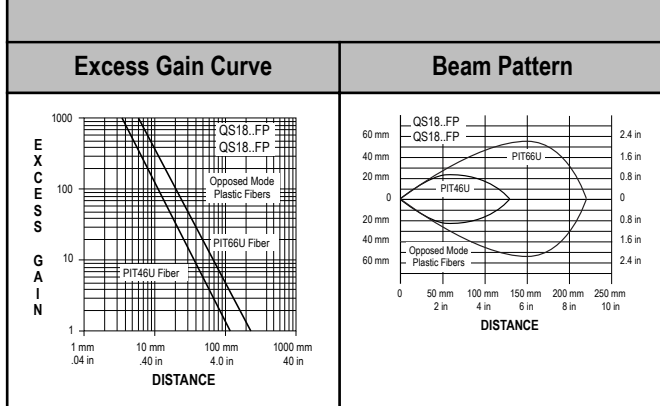 Excess Gain Curve
Beam Pattern
1000
100
10
1
EXCESS GAIN
QS18..FP
QS18..FP
Opposed Mode
Plastic Fibers
PIT66U Fiber
PIT46U Fiber
1 mm 10 mm 100 mm 1000 mm
.04 in .40 in 4.0 in 40 in
DISTANCE
QS18..FP
QS18..FP
60 mm 2.4 in
40 mm 1.6 in
20 mm 0.8 in
0 0
20 mm 0.8 in
40 mm 1.6 in
60 mm 2.4 in
PIT66U
PIT46U
Opposed Mode
Plastic Fibers
0 50 mm 100 mm 150 mm 200 mm 250 mm
2 in 4 in 6 in 8 in 10 in
DISTANCE